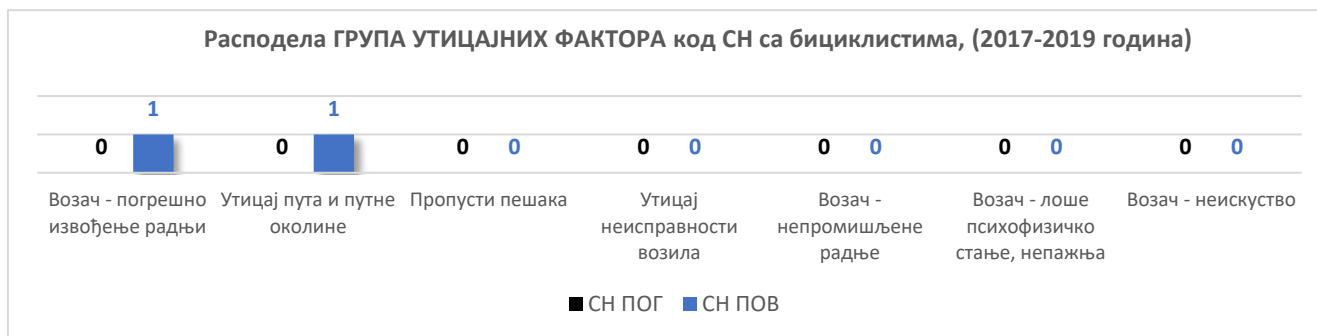 Расподела ГРУПА УТИЦАЈНИХ ФАКТОРА код СН са бициклистима, (2017-2019 година)
1 1
0 0 0 0 0 0 0 0 0 0 0 0
Возач - погрешно Утицај пута и путне Пропусти пешака Утицај Возач - Возач - лоше Возач - неискуство
извођење радњи околине неисправности непромишљене психофизичко
возила радње стање, непажња
СН ПОГ СН ПОВ